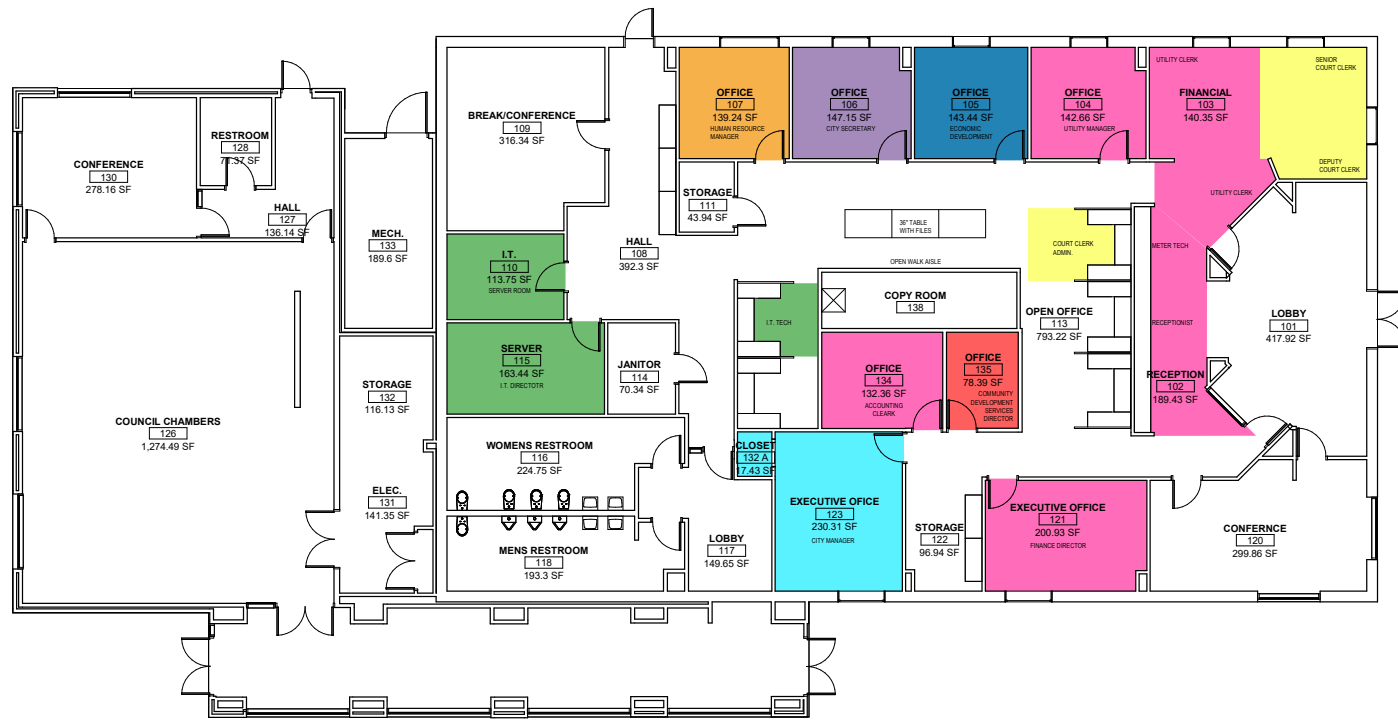 CONFERENCE
130
278.16 SF
RESTROOM
128
71.37 SF
HALL
127
136.14 SF
COUNCIL CHAMBERS
126
1,274.49 SF
MECH.
133
189.6 SF
STORAGE
132
116.13 SF
ELEC.
131
141.35 SF
BREAK/CONFERENCE
109
316.34 SF
I.T.
110
113.75 SF
SERVER ROOM
SERVER
115
163.44 SF
I.T. DIRECTOTR
JANITOR
114
70.34 SF
WOMENS RESTROOM
116
224.75 SF
MENS RESTROOM
118
193.3 SF
HALL
108
392.3 SF
STORAGE
111
43.94 SF
OFFICE
107
139.24 SF
HUMAN RESOURCE
MANAGER
OFFICE
106
147.15 SF
CITY SECRETARY
OFFICE
105
143.44 SF
ECONOMIC
DEVELOPMENT
OFFICE
104
142.66 SF
UTILITY MANAGER
UTILITY CLERK
FINANCIAL
103
140.35 SF
SENIOR
COURT CLERK
DEPUTY
COURT CLERK
UTILITY CLERK
36" TABLE
WITH FILES
OPEN WALK AISLE
COURT CLERK
ADMIN.
METER TECH
RECEPTIONIST
RECEPTION
102
189.43 SF
LOBBY
101
417.92 SF
COPY ROOM
138
OPEN OFFICE
113
793.22 SF
I.T. TECH
OFFICE
134
132.36 SF
ACCOUNTING
CLEARK
OFFICE
135
78.39 SF
COMMUNITY
DEVELOPMENT
SERVICES
DIRECTOR
CLOSET
132 A
17.43 SF
EXECUTIVE OFICE
123
230.31 SF
CITY MANAGER
LOBBY
117
149.65 SF
STORAGE
122
96.94 SF
EXECUTIVE OFFICE
121
200.93 SF
FINANCE DIRECTOR
CONFERNCE
120
299.86 SF